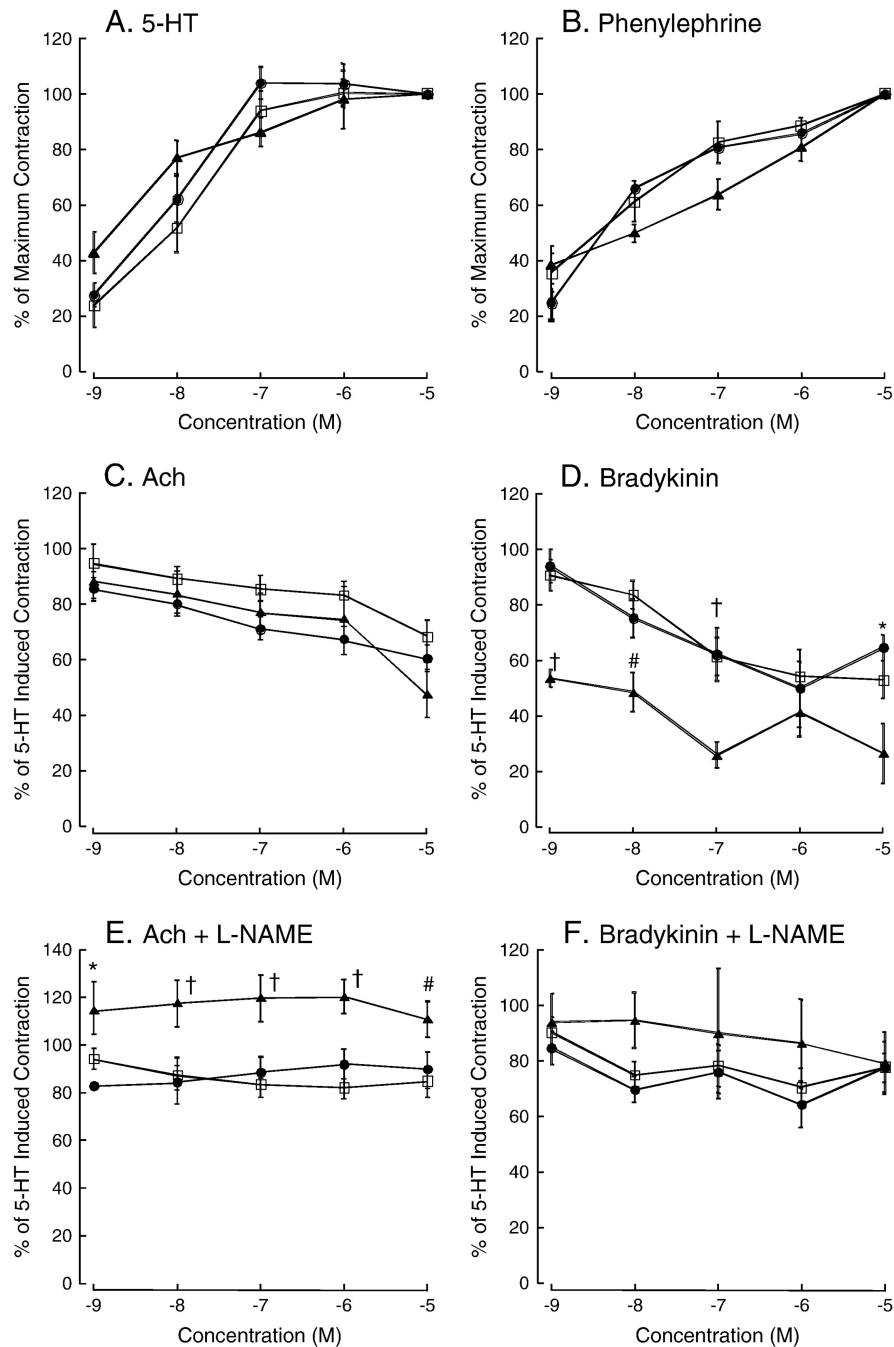 A. 5-HT
120
100
80
60
40
20
0
% of Maximum Contraction
-9 -8 -7 -6 -5
Concentration (M)
B. Phenylephrine
120
100
80
60
40
20
0
% of Maximum Contraction
-9 -8 -7 -6 -5
Concentration (M)
C. Ach
120
100
80
60
40
20
0
% of 5-HT Induced Contraction
-9 -8 -7 -6 -5
Concentration (M)
D. Bradykinin
120
100
80
60
40
20
0
% of 5-HT Induced Contraction
† # † *
-9 -8 -7 -6 -5
Concentration (M)
E. Ach + L-NAME
140
120
100
80
60
40
20
0
% of 5-HT Induced Contraction
* † † † #
-9 -8 -7 -6 -5
Concentration (M)
F. Bradykinin + L-NAME
120
100
80
60
40
20
0
% of 5-HT Induced Contraction
-9 -8 -7 -6 -5
Concentration (M)